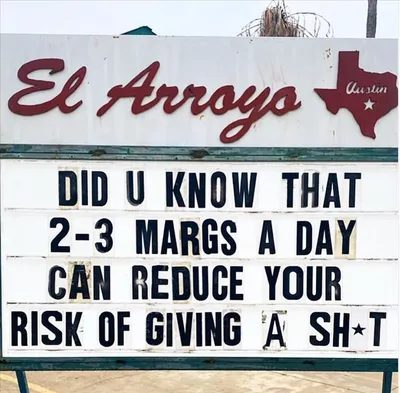 El Arroyo
Austin
DID U KNOW THAT
2-3 MARGS A DAY
CAN REDUCE YOUR
RISK OF GIVING A SH★T